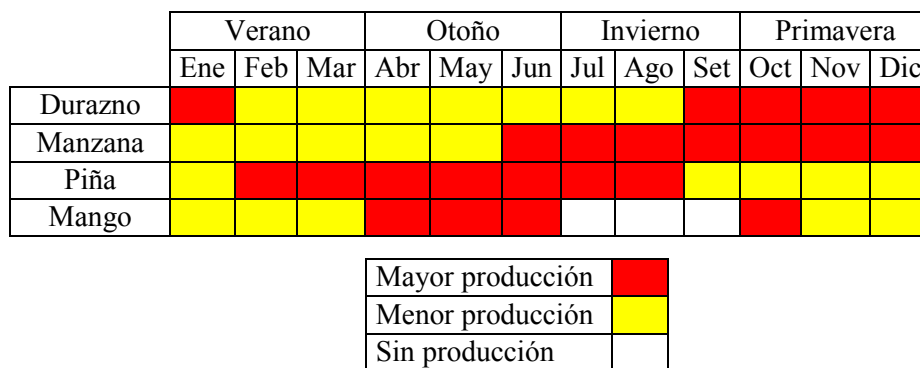 Verano Otoño Invierno Primavera
Ene Feb Mar Abr May Jun Jul Ago Set Oct Nov Dic
Durazno
Manzana
Piña
Mango
Mayor producción
Menor producción
Sin producción